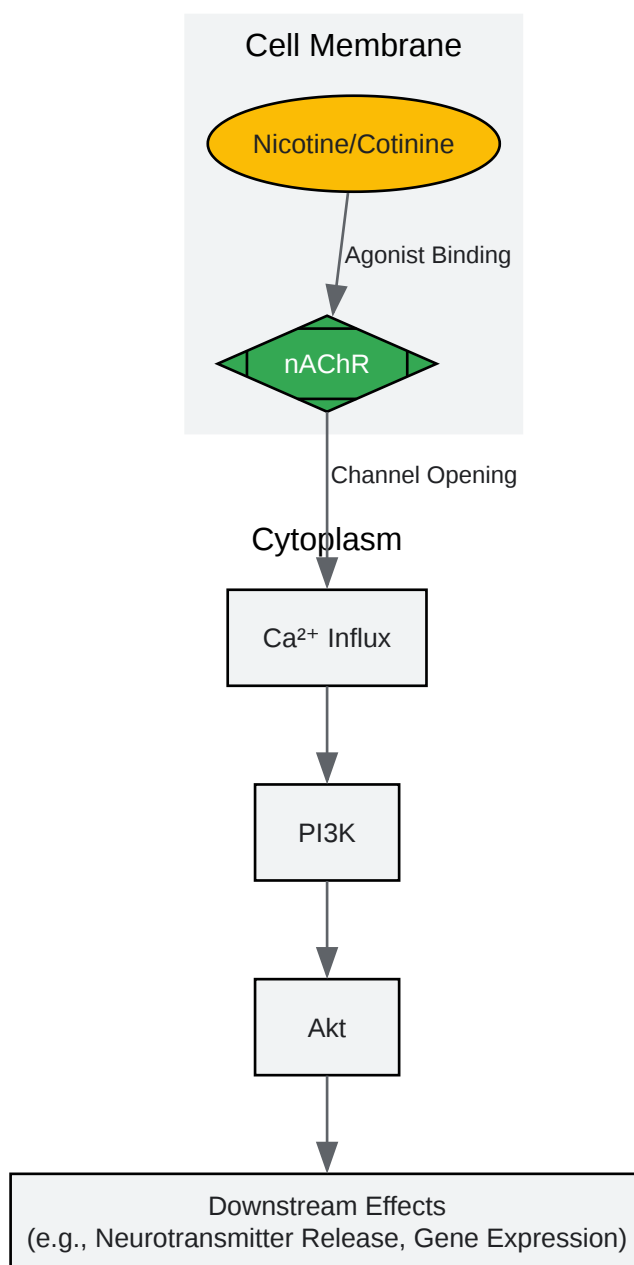 Cell Membrane
Nicotine/Cotinine
Agonist Binding
nAChR
Channel Opening
Cytoplasm
Ca²⁺ Influx
PI3K
Akt
Downstream Effects
(e.g., Neurotransmitter Release, Gene Expression)